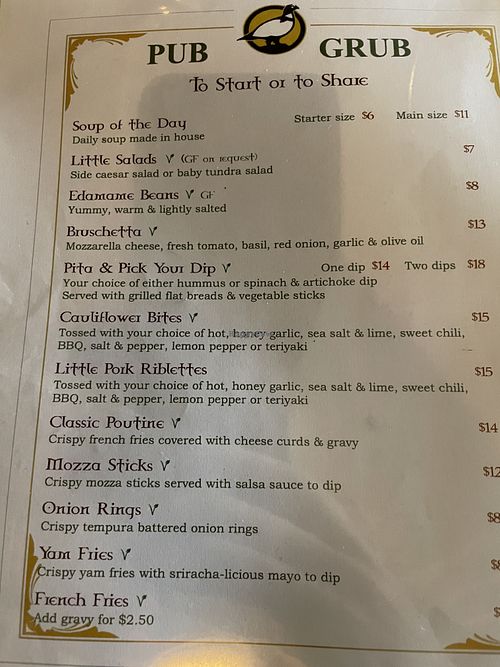 PUB GRUB
To Start or to Share
Soup of the Day Starter size $6 Main size $11
Daily soup made in house
Little Salads V (GF on request) $7
Side caesar salad or baby tundra salad
Edamame Beans V GF $8
Yummy, warm & lightly salted
Bruschetta V $13
Mozzarella cheese, fresh tomato, basil, red onion, garlic & olive oil
Pita & Pick Your Dip V One dip $14 Two dips $18
Your choice of either hummus or spinach & artichoke dip
Served with grilled flat breads & vegetable sticks
Cauliflower Bites V $15
Tossed with your choice of hot, honey garlic, sea salt & lime, sweet chili,
BBQ, salt & pepper, lemon pepper or teriyaki
Little Pork Riblettes $15
Tossed with your choice of hot, honey garlic, sea salt & lime, sweet chili,
BBQ, salt & pepper, lemon pepper or teriyaki
Classic Poutine V $14
Crispy french fries covered with cheese curds & gravy
Mozza Sticks V $12
Crispy mozza sticks served with salsa sauce to dip
Onion Rings V $8
Crispy tempura battered onion rings
Yam Fries V
Crispy yam fries with sriracha-licious mayo to dip
French Fries V
Add gravy for $2.50